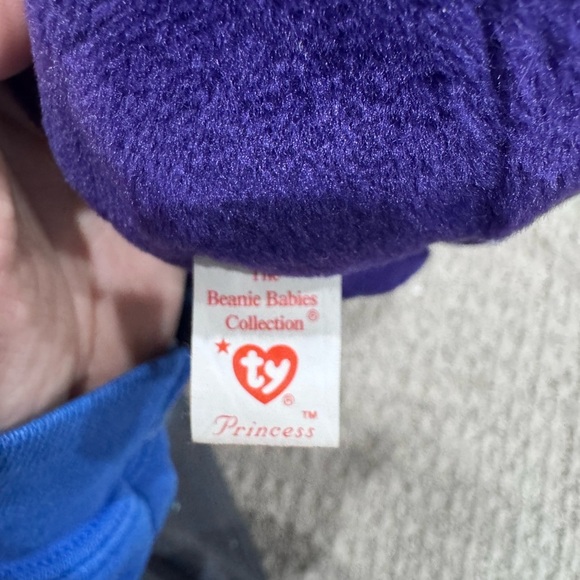 The
Beanie Babies
Collection®
ty®
Princess™